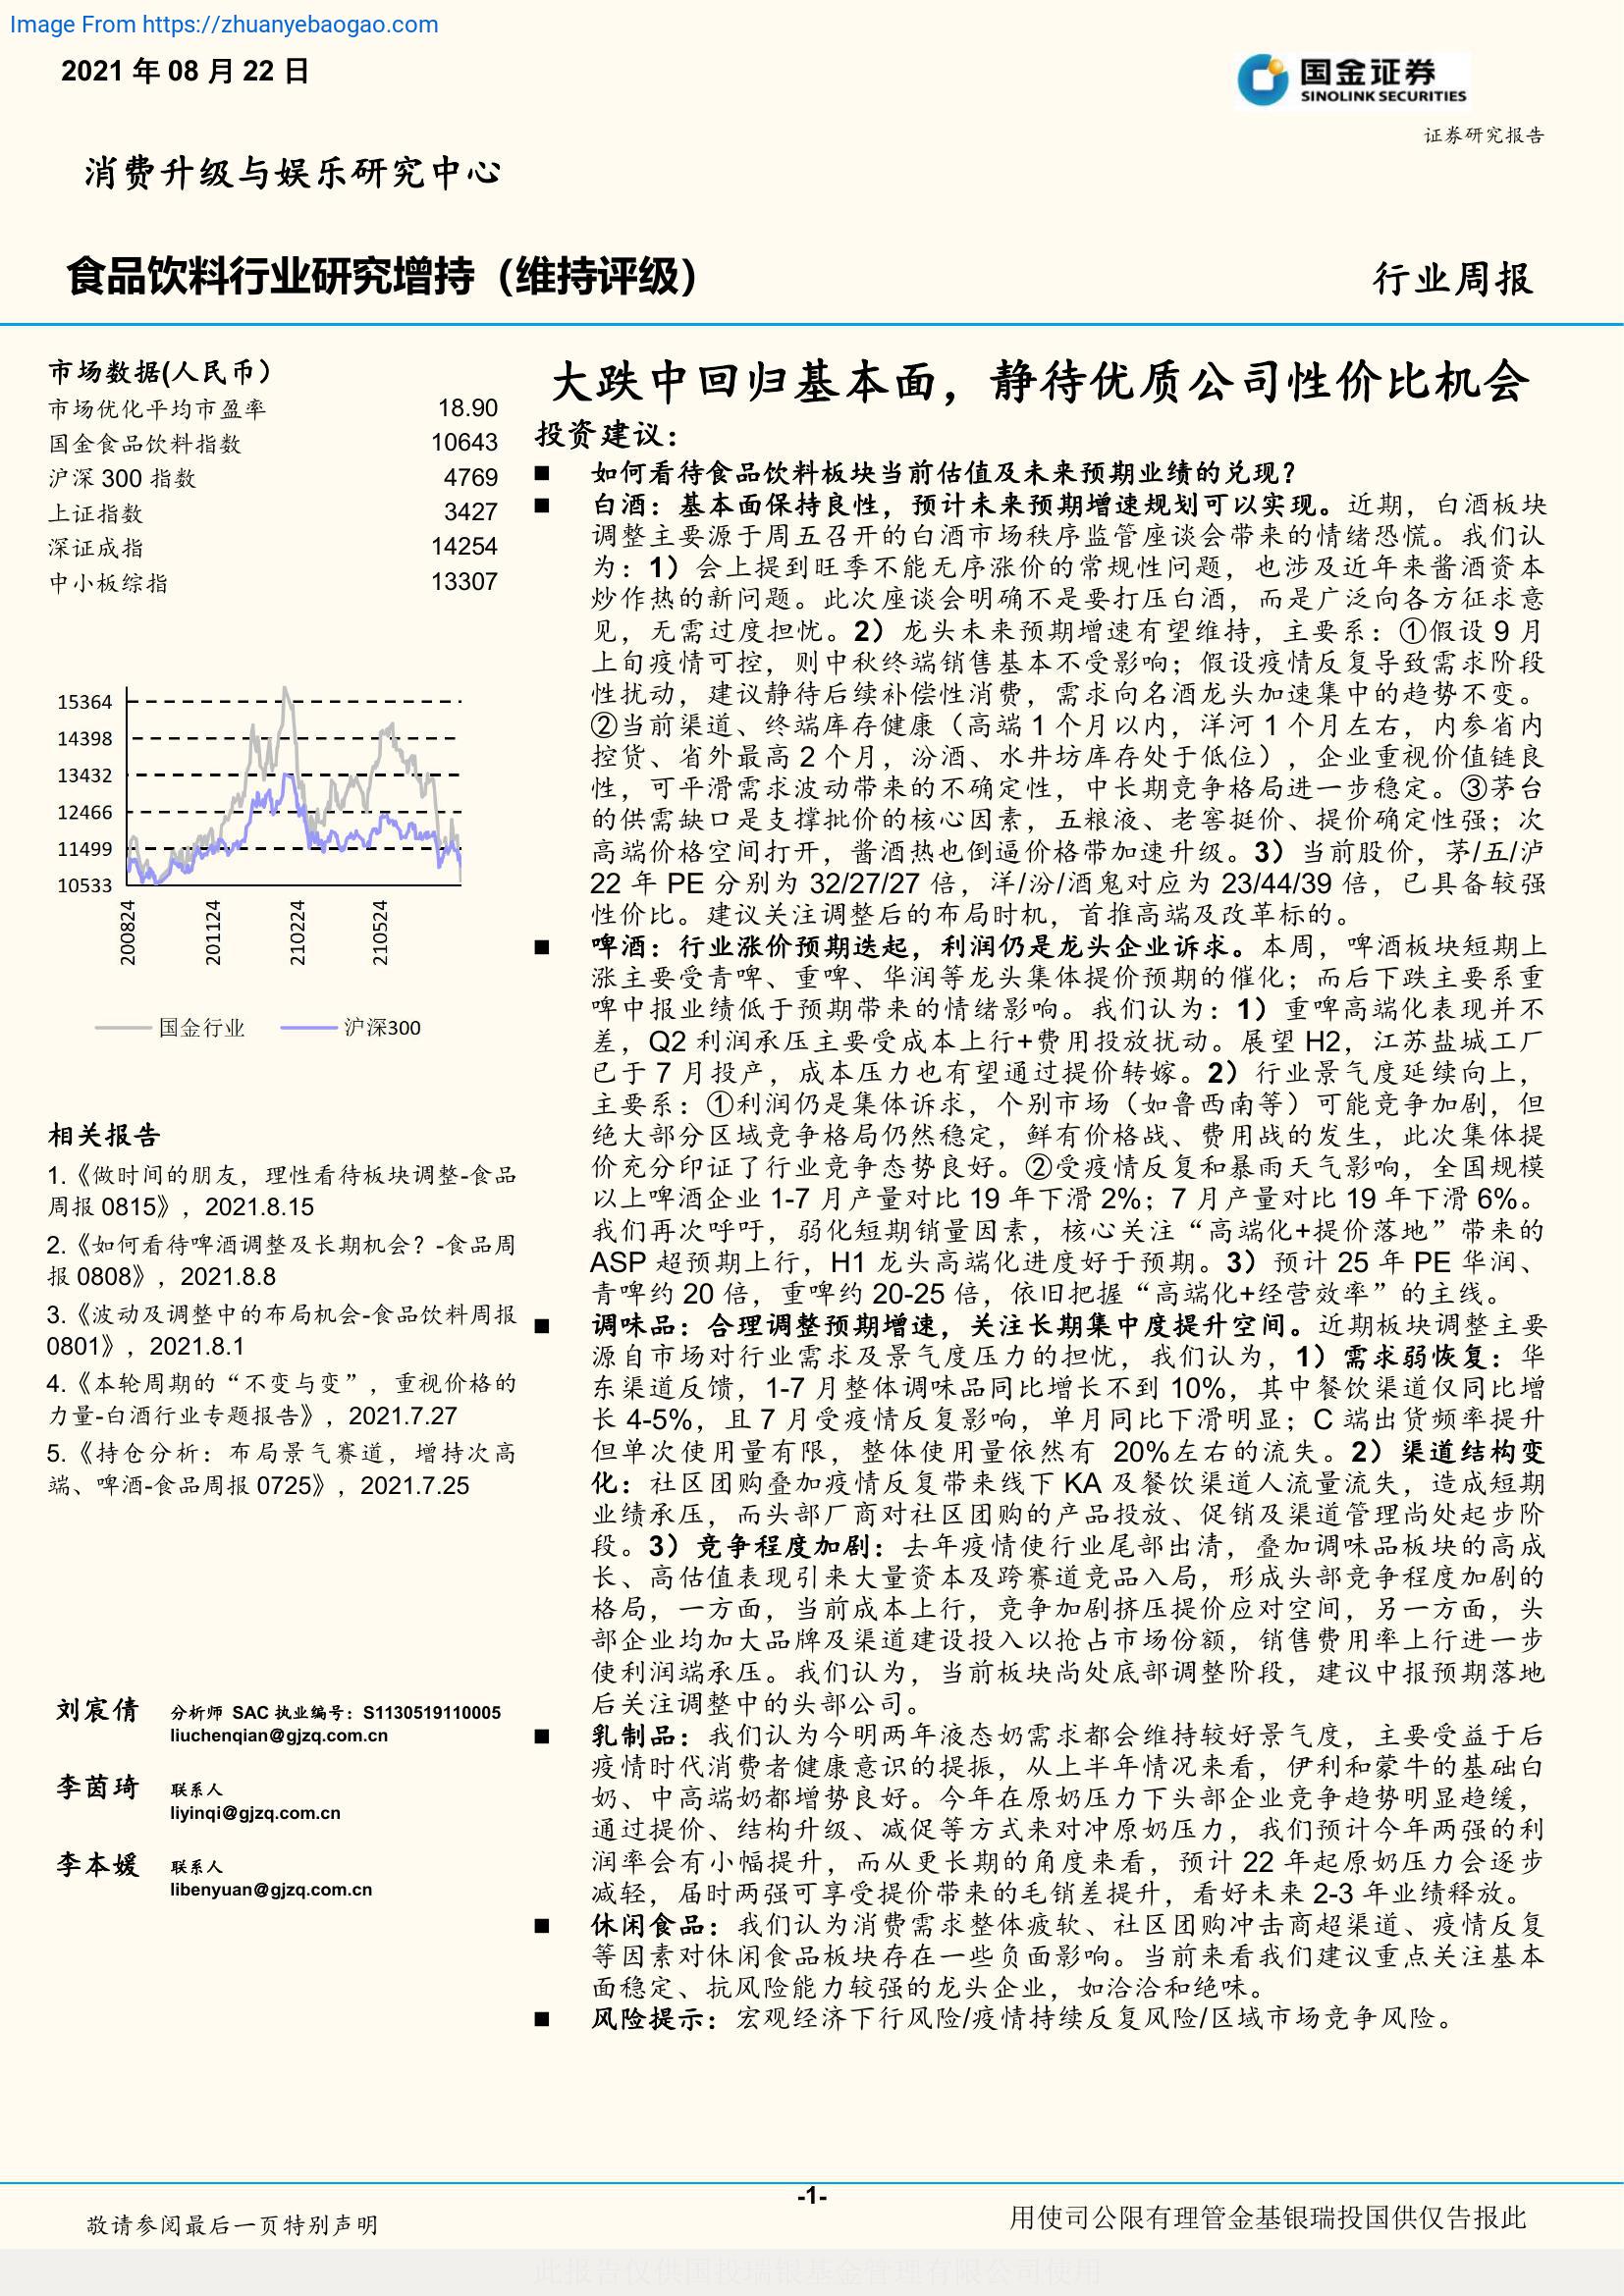 Image From https://zhuanyebaogao.com
2021 年 08 月 22 日
国金证券
SINOLINK SECURITIES
证券研究报告
消费升级与娱乐研究中心
食品饮料行业研究增持（维持评级）
行业周报
市场数据(人民币）
市场优化平均市盈率 18.90
国金食品饮料指数 10643
沪深 300 指数 4769
上证指数 3427
深证成指 14254
中小板综指 13307
15364
14398
13432
12466
11499
10533
200824
201124
210224
210524
国金行业 沪深300
相关报告
1.《做时间的朋友，理性看待板块调整-食品
周报 0815》，2021.8.15
2.《如何看待啤酒调整及长期机会？-食品周
报 0808》，2021.8.8
3.《波动及调整中的布局机会-食品饮料周报
0801》，2021.8.1
4.《本轮周期的“不变与变”，重视价格的
力量-白酒行业专题报告》，2021.7.27
5.《持仓分析：布局景气赛道，增持次高
端、啤酒-食品周报 0725》，2021.7.25
刘宸倩 分析师 SAC 执业编号：S1130519110005
liuchenqian@gjzq.com.cn
李茵琦 联系人
liyinqi@gjzq.com.cn
李本媛 联系人
libenyuan@gjzq.com.cn
大跌中回归基本面，静待优质公司性价比机会
投资建议：
■ 如何看待食品饮料板块当前估值及未来预期业绩的兑现？
■ 白酒：基本面保持良性，预计未来预期增速规划可以实现。近期，白酒板块
调整主要源于周五召开的白酒市场秩序监管座谈会带来的情绪恐慌。我们认
为：1）会上提到旺季不能无序涨价的常规性问题，也涉及近年来酱酒资本
炒作热的新问题。此次座谈会明确不是要打压白酒，而是广泛向各方征求意
见，无需过度担忧。2）龙头未来预期增速有望维持，主要系：①假设 9 月
上旬疫情可控，则中秋终端销售基本不受影响；假设疫情反复导致需求阶段
性扰动，建议静待后续补偿性消费，需求向名酒龙头加速集中的趋势不变。
②当前渠道、终端库存健康（高端 1 个月以内，洋河 1 个月左右，内参省内
控货、省外最高 2 个月，汾酒、水井坊库存处于低位），企业重视价值链良
性，可平滑需求波动带来的不确定性，中长期竞争格局进一步稳定。③茅台
的供需缺口是支撑批价的核心因素，五粮液、老窖挺价、提价确定性强；次
高端价格空间打开，酱酒热也倒逼价格带加速升级。3）当前股价，茅/五/泸
22 年 PE 分别为 32/27/27 倍，洋/汾/酒鬼对应为 23/44/39 倍，已具备较强
性价比。建议关注调整后的布局时机，首推高端及改革标的。
■ 啤酒：行业涨价预期迭起，利润仍是龙头企业诉求。本周，啤酒板块短期上
涨主要受青啤、重啤、华润等龙头集体提价预期的催化；而后下跌主要系重
啤中报业绩低于预期带来的情绪影响。我们认为：1）重啤高端化表现并不
差，Q2 利润承压主要受成本上行+费用投放扰动。展望 H2，江苏盐城工厂
已于 7 月投产，成本压力也有望通过提价转嫁。2）行业景气度延续向上，
主要系：①利润仍是集体诉求，个别市场（如鲁西南等）可能竞争加剧，但
绝大部分区域竞争格局仍然稳定，鲜有价格战、费用战的发生，此次集体提
价充分印证了行业竞争态势良好。②受疫情反复和暴雨天气影响，全国规模
以上啤酒企业 1-7 月产量对比 19 年下滑 2%；7 月产量对比 19 年下滑 6%。
我们再次呼吁，弱化短期销量因素，核心关注“高端化+提价落地”带来的
ASP 超预期上行，H1 龙头高端化进度好于预期。3）预计 25 年 PE 华润、
青啤约 20 倍，重啤约 20-25 倍，依旧把握“高端化+经营效率”的主线。
■ 调味品：合理调整预期增速，关注长期集中度提升空间。近期板块调整主要
源自市场对行业需求及景气度压力的担忧，我们认为，1）需求弱恢复：华
东渠道反馈，1-7 月整体调味品同比增长不到 10%，其中餐饮渠道仅同比增
长 4-5%，且 7 月受疫情反复影响，单月同比下滑明显；C 端出货频率提升
但单次使用量有限，整体使用量依然有 20%左右的流失。2）渠道结构变
化：社区团购叠加疫情反复带来线下 KA 及餐饮渠道人流量流失，造成短期
业绩承压，而头部厂商对社区团购的产品投放、促销及渠道管理尚处起步阶
段。3）竞争程度加剧：去年疫情使行业尾部出清，叠加调味品板块的高成
长、高估值表现引来大量资本及跨赛道竞品入局，形成头部竞争程度加剧的
格局，一方面，当前成本上行，竞争加剧挤压提价应对空间，另一方面，头
部企业均加大品牌及渠道建设投入以抢占市场份额，销售费用率上行进一步
使利润端承压。我们认为，当前板块尚处底部调整阶段，建议中报预期落地
后关注调整中的头部公司。
■ 乳制品：我们认为今明两年液态奶需求都会维持较好景气度，主要受益于后
疫情时代消费者健康意识的提振，从上半年情况来看，伊利和蒙牛的基础白
奶、中高端奶都增势良好。今年在原奶压力下头部企业竞争趋势明显趋缓，
通过提价、结构升级、减促等方式来对冲原奶压力，我们预计今年两强的利
润率会有小幅提升，而从更长期的角度来看，预计 22 年起原奶压力会逐步
减轻，届时两强可享受提价带来的毛销差提升，看好未来 2-3 年业绩释放。
■ 休闲食品：我们认为消费需求整体疲软、社区团购冲击商超渠道、疫情反复
等因素对休闲食品板块存在一些负面影响。当前来看我们建议重点关注基本
面稳定、抗风险能力较强的龙头企业，如洽洽和绝味。
■ 风险提示：宏观经济下行风险/疫情持续反复风险/区域市场竞争风险。
-1-
敬请参阅最后一页特别声明
用使司公限有理管金基银瑞投国供仅告报此
此报告仅供国投瑞银基金管理有限公司使用